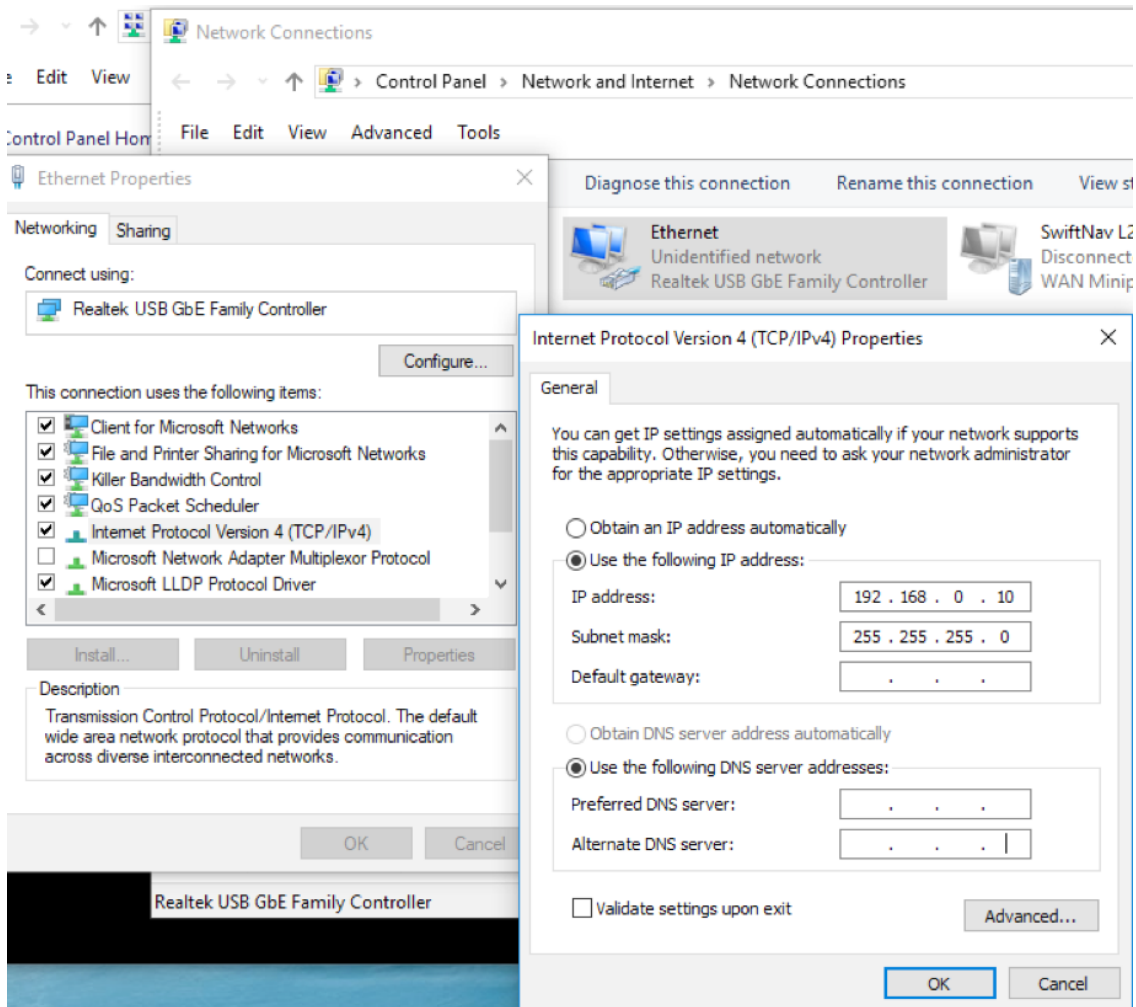 Network Connections
Edit View
Control Panel > Network and Internet > Network Connections
Control Panel Hom
File Edit View Advanced Tools
Ethernet Properties
Networking Sharing
Connect using:
Realtek USB GbE Family Controller
Configure...
This connection uses the following items:
Client for Microsoft Networks
File and Printer Sharing for Microsoft Networks
Killer Bandwidth Control
QoS Packet Scheduler
Internet Protocol Version 4 (TCP/IPv4)
Microsoft Network Adapter Multiplexor Protocol
Microsoft LLDP Protocol Driver
Install... Uninstall Properties
Description
Transmission Control Protocol/Internet Protocol. The default
wide area network protocol that provides communication
across diverse interconnected networks.
OK Cancel
Realtek USB GbE Family Controller
Diagnose this connection Rename this connection View st
Ethernet
Unidentified network
Realtek USB GbE Family Controller
SwiftNav L2
Disconnect
WAN Minip
Internet Protocol Version 4 (TCP/IPv4) Properties
General
You can get IP settings assigned automatically if your network supports
this capability. Otherwise, you need to ask your network administrator
for the appropriate IP settings.
Obtain an IP address automatically
Use the following IP address:
IP address: 192 . 168 . 0 . 10
Subnet mask: 255 . 255 . 255 . 0
Default gateway: . . .
Obtain DNS server address automatically
Use the following DNS server addresses:
Preferred DNS server: . . .
Alternate DNS server: . . .
Validate settings upon exit
Advanced...
OK Cancel